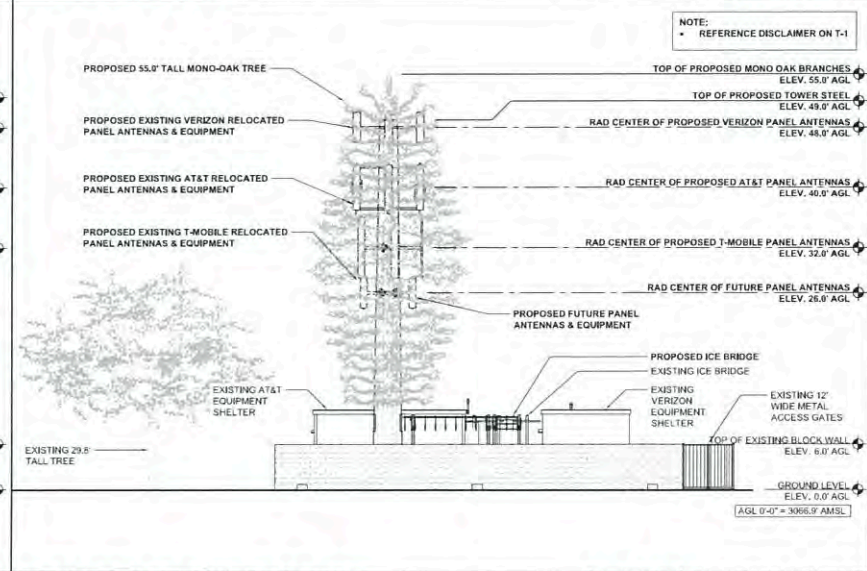 NOTE:
• REFERENCE DISCLAIMER ON T-1
PROPOSED 55.0' TALL MONO-OAK TREE
TOP OF PROPOSED MONO OAK BRANCHES
ELEV. 55.0' AGL
TOP OF PROPOSED TOWER STEEL
ELEV. 49.0' AGL
PROPOSED EXISTING VERIZON RELOCATED
PANEL ANTENNAS & EQUIPMENT
RAD CENTER OF PROPOSED VERIZON PANEL ANTENNAS
ELEV. 48.0' AGL
PROPOSED EXISTING AT&T RELOCATED
PANEL ANTENNAS & EQUIPMENT
RAD CENTER OF PROPOSED AT&T PANEL ANTENNAS
ELEV. 40.0' AGL
PROPOSED EXISTING T-MOBILE RELOCATED
PANEL ANTENNAS & EQUIPMENT
RAD CENTER OF PROPOSED T-MOBILE PANEL ANTENNAS
ELEV. 32.0' AGL
RAD CENTER OF FUTURE PANEL ANTENNAS
ELEV. 26.0' AGL
PROPOSED FUTURE PANEL
ANTENNAS & EQUIPMENT
PROPOSED ICE BRIDGE
EXISTING ICE BRIDGE
EXISTING AT&T
EQUIPMENT
SHELTER
EXISTING
VERIZON
EQUIPMENT
SHELTER
EXISTING 12'
WIDE METAL
ACCESS GATES
EXISTING 29.8'
TALL TREE
TOP OF EXISTING BLOCK WALL
ELEV. 6.0' AGL
GROUND LEVEL
ELEV. 0.0' AGL
AGL 0'-0" = 3066.9' AMSL